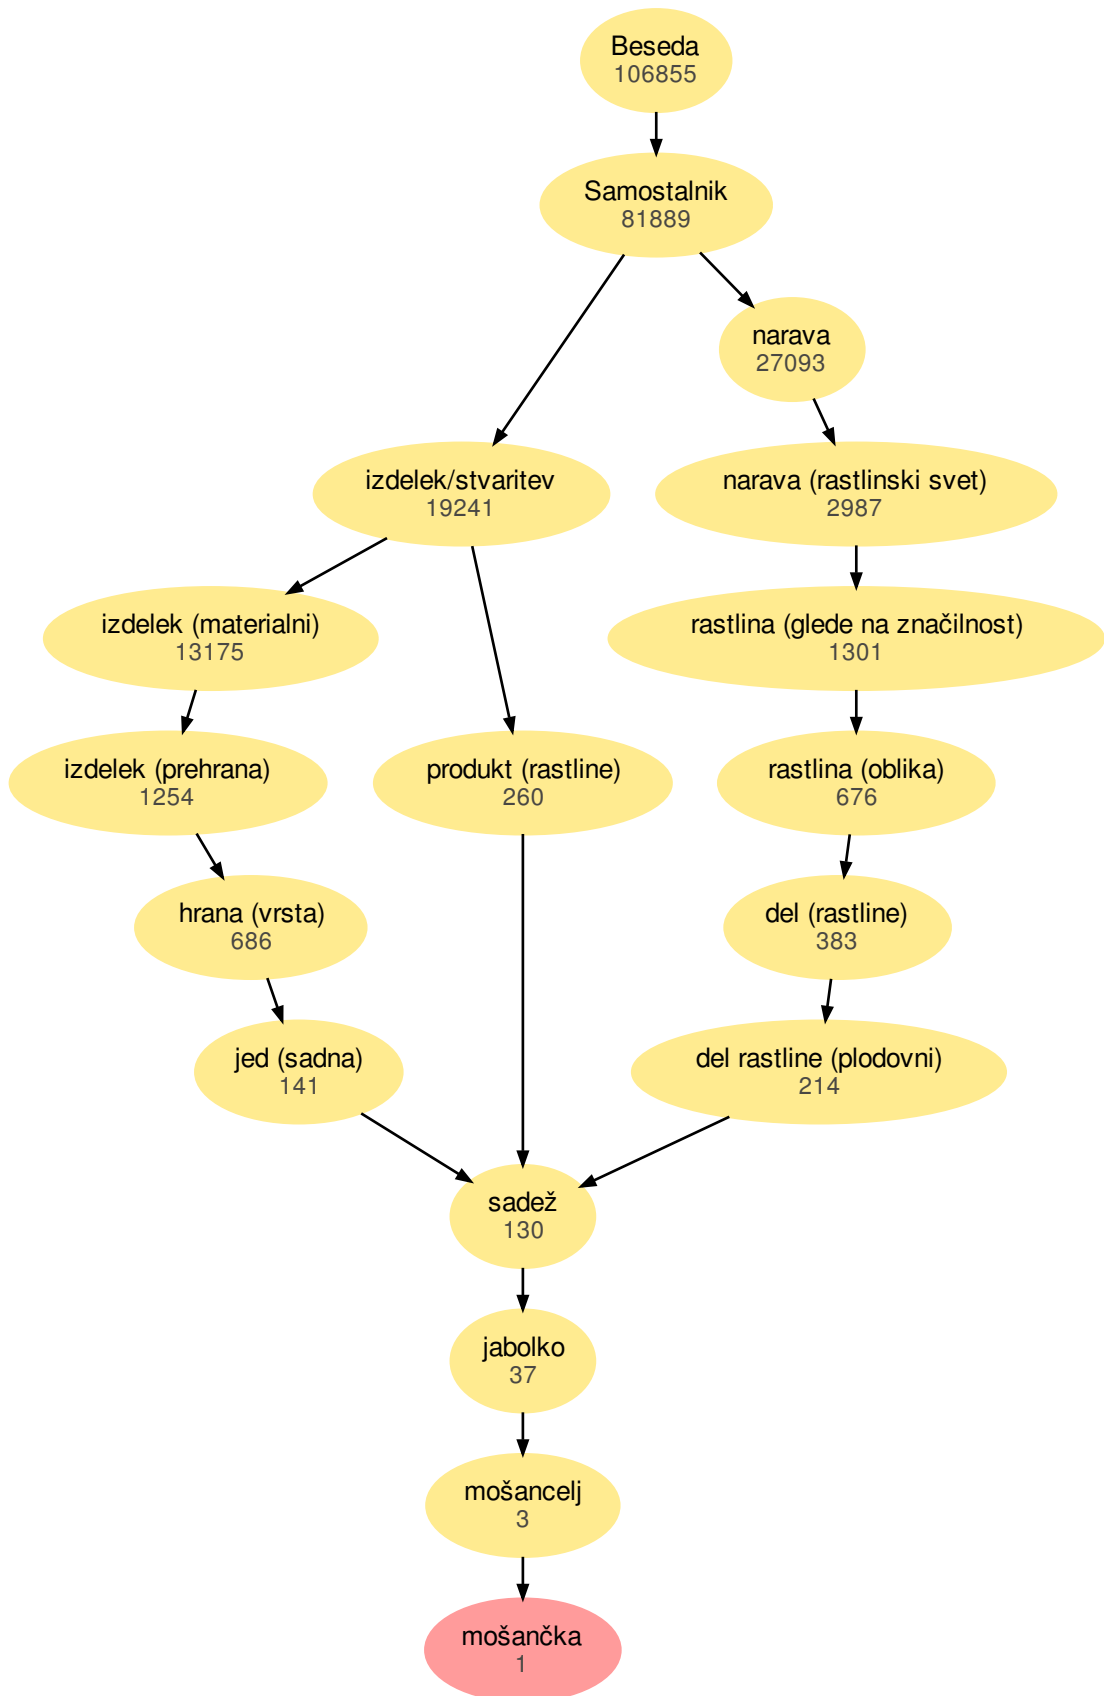 Beseda
106855
Samostalnik
81889
narava
27093
izdelek/stvaritev
19241
narava (rastlinski svet)
2987
izdelek (materialni)
13175
rastlina (glede na značilnost)
1301
izdelek (prehrana)
1254
produkt (rastline)
260
rastlina (oblika)
676
hrana (vrsta)
686
del (rastline)
383
jed (sadna)
141
del rastline (plodovni)
214
sadež
130
jabolko
37
mošancelj
3
mošančka
1